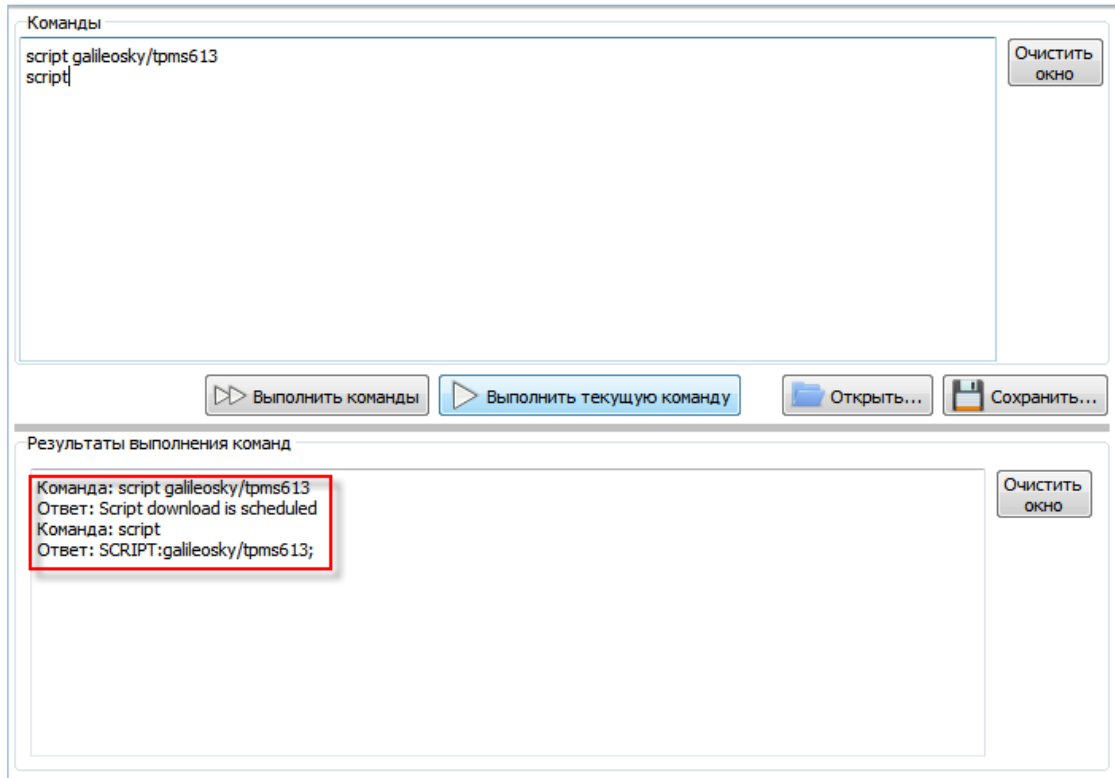 Команды
script galileosky/tpms613
script
Очистить
окно
Выполнить команды
Выполнить текущую команду
Открыть...
Сохранить...
Результаты выполнения команд
Команда: script galileosky/tpms613
Ответ: Script download is scheduled
Команда: script
Ответ: SCRIPT:galileosky/tpms613;
Очистить
окно